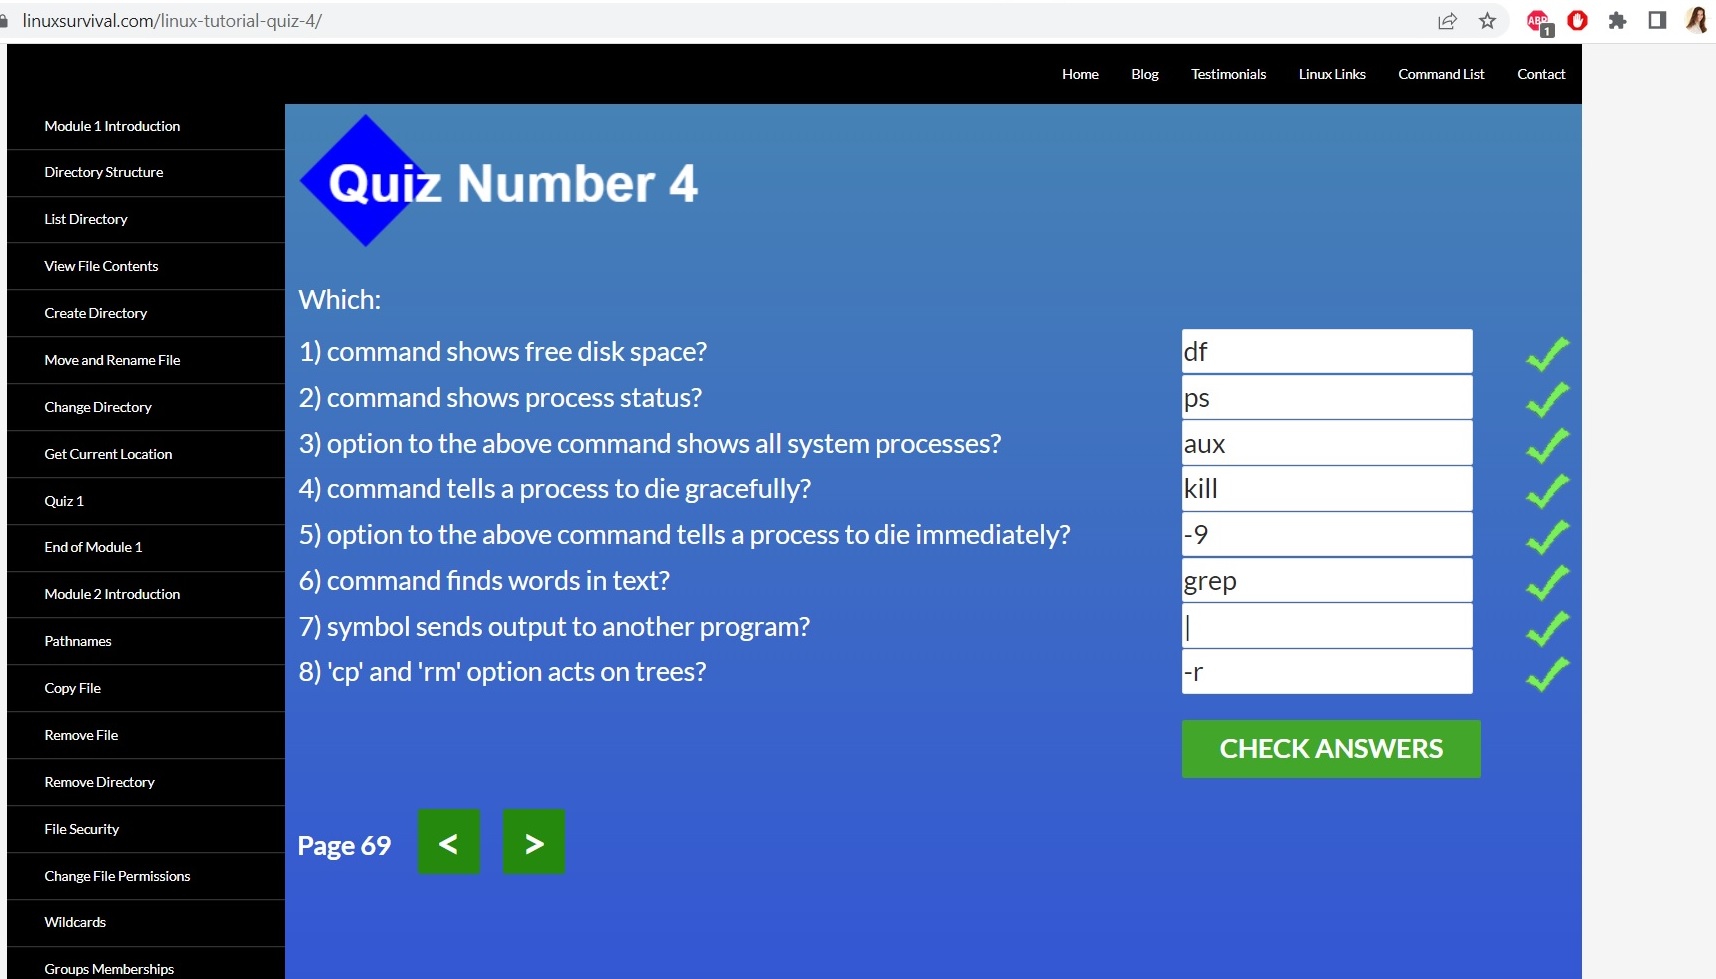 linuxsurvival.com/linux-tutorial-quiz-4/
ABP
1
Home Blog Testimonials Linux Links Command List Contact
Module 1 Introduction
Directory Structure
List Directory
View File Contents
Create Directory
Move and Rename File
Change Directory
Get Current Location
Quiz 1
End of Module 1
Module 2 Introduction
Pathnames
Copy File
Remove File
Remove Directory
File Security
Change File Permissions
Wildcards
Groups Memberships
Quiz Number 4
Which:
1) command shows free disk space? df
2) command shows process status? ps
3) option to the above command shows all system processes? aux
4) command tells a process to die gracefully? kill
5) option to the above command tells a process to die immediately? -9
6) command finds words in text? grep
7) symbol sends output to another program? |
8) 'cp' and 'rm' option acts on trees? -r
CHECK ANSWERS
Page 69 < >